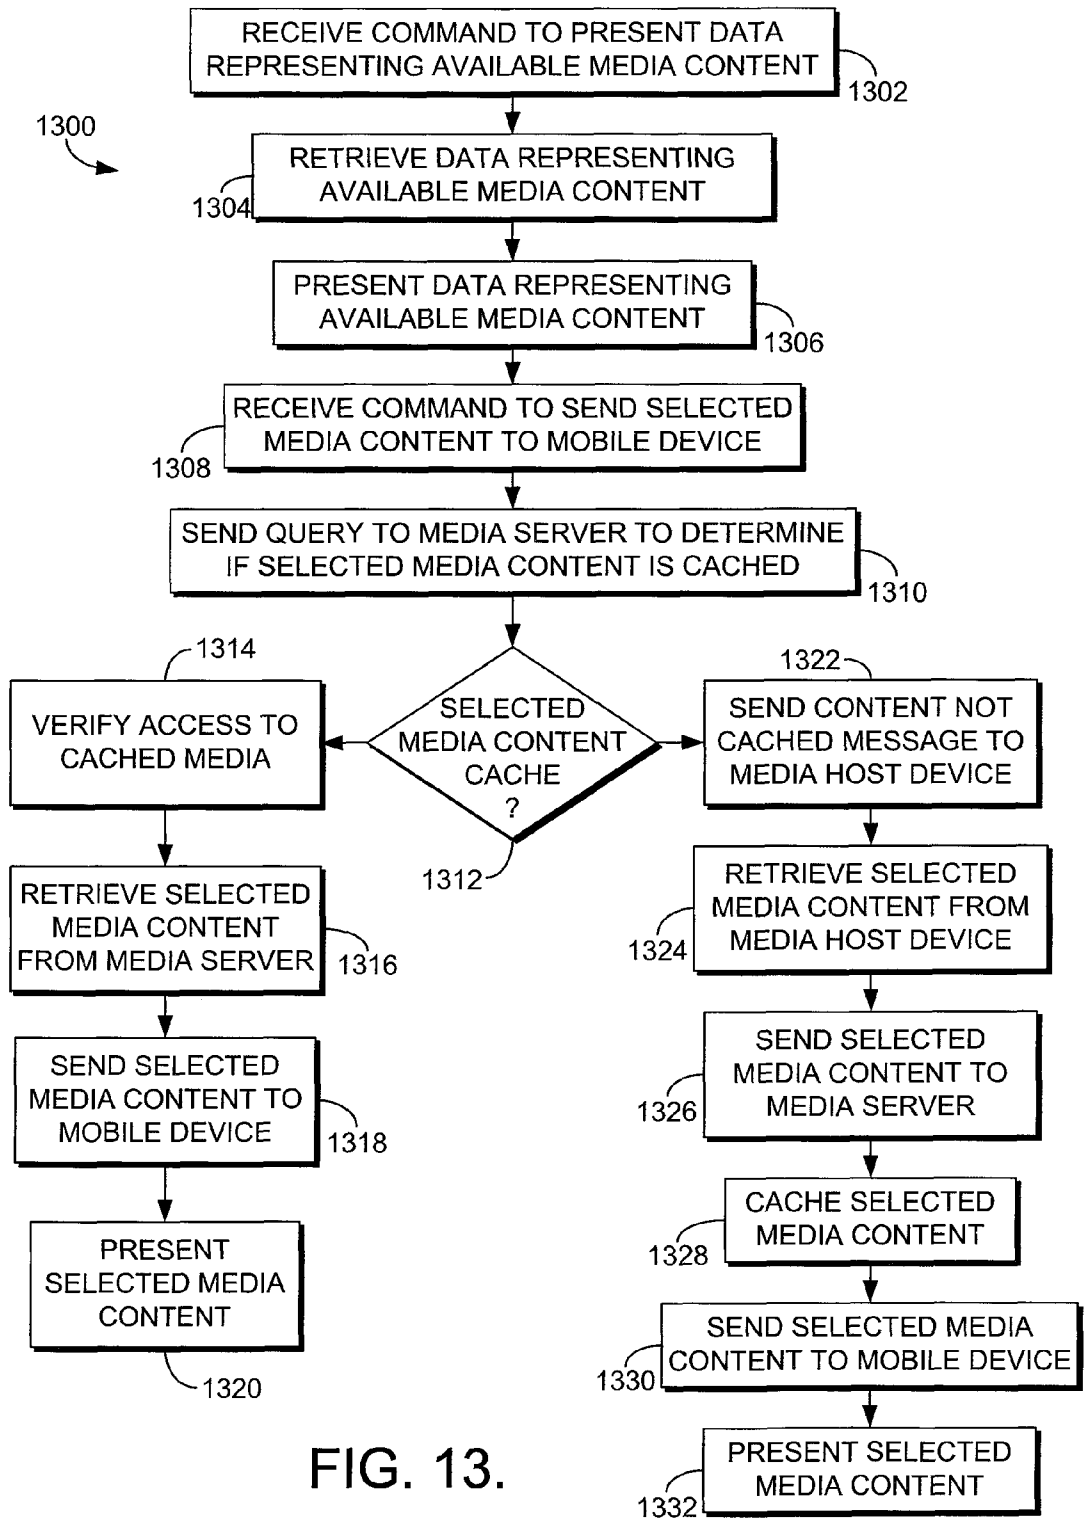 RECEIVE COMMAND TO PRESENT DATA
REPRESENTING AVAILABLE MEDIA CONTENT
1302
1300
RETRIEVE DATA REPRESENTING
AVAILABLE MEDIA CONTENT
1304
PRESENT DATA REPRESENTING
AVAILABLE MEDIA CONTENT
1306
RECEIVE COMMAND TO SEND SELECTED
MEDIA CONTENT TO MOBILE DEVICE
1308
SEND QUERY TO MEDIA SERVER TO DETERMINE
IF SELECTED MEDIA CONTENT IS CACHED
1310
SELECTED
MEDIA CONTENT
CACHE
?
1312
1314
VERIFY ACCESS TO
CACHED MEDIA
RETRIEVE SELECTED
MEDIA CONTENT
FROM MEDIA SERVER
1316
SEND SELECTED
MEDIA CONTENT TO
MOBILE DEVICE
1318
PRESENT
SELECTED MEDIA
CONTENT
1320
1322
SEND CONTENT NOT
CACHED MESSAGE TO
MEDIA HOST DEVICE
RETRIEVE SELECTED
MEDIA CONTENT FROM
MEDIA HOST DEVICE
1324
SEND SELECTED
MEDIA CONTENT TO
MEDIA SERVER
1326
CACHE SELECTED
MEDIA CONTENT
1328
SEND SELECTED MEDIA
CONTENT TO MOBILE DEVICE
1330
PRESENT SELECTED
MEDIA CONTENT
1332
FIG. 13.